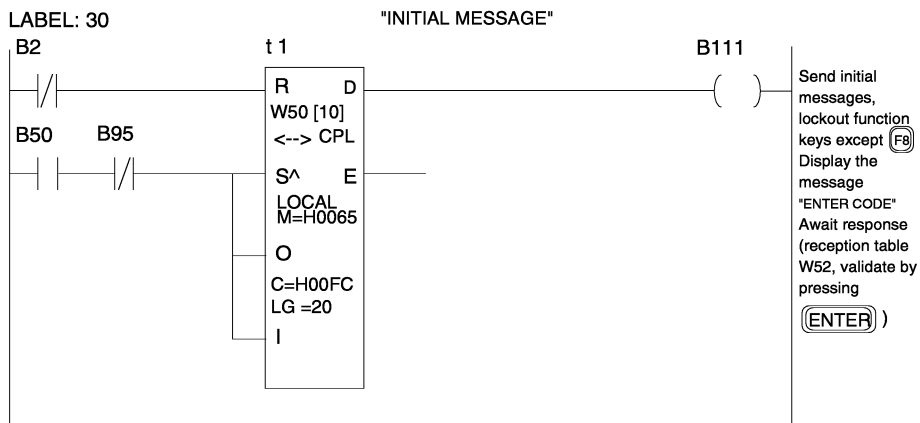 LABEL: 30 "INITIAL MESSAGE"
B2 t 1 B111
R D
W50 [10]
<--> CPL
B50 B95
S^ E
LOCAL
M=H0065
O
C=H00FC
LG =20
I
Send initial
messages,
lockout function
keys except F8
Display the
message
"ENTER CODE"
Await response
(reception table
W52, validate by
pressing
ENTER )